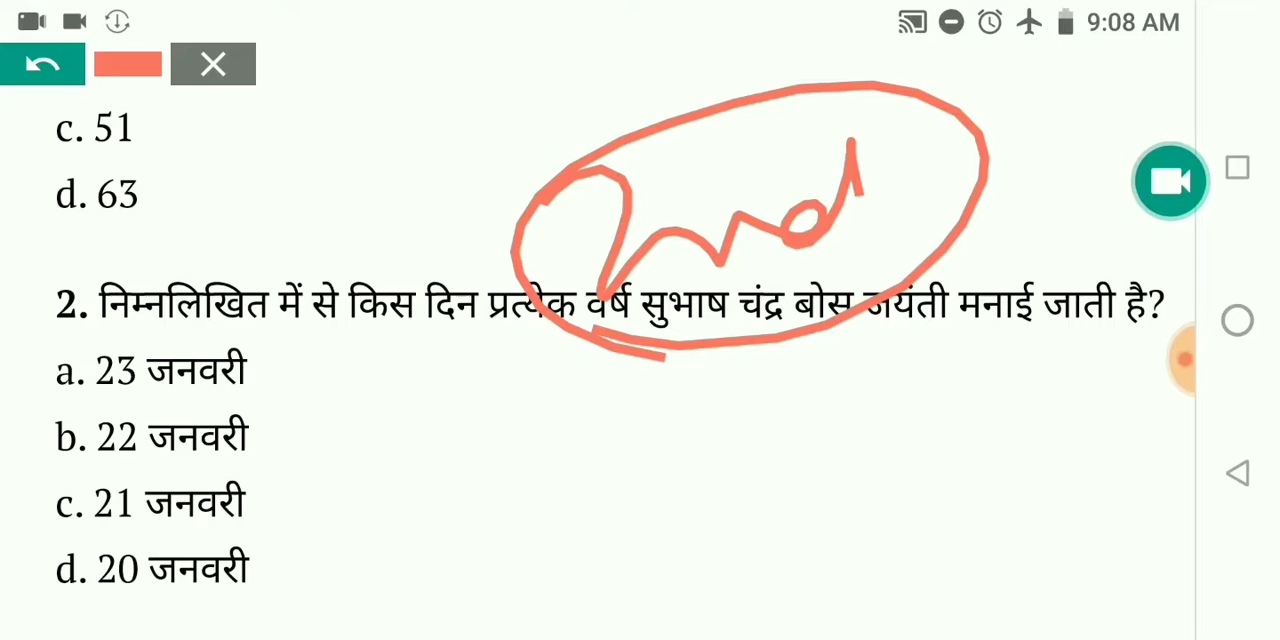 9:08 AM
c. 51
d. 63
2nd
2. निम्नलिखित में से किस दिन प्रत्येक वर्ष सुभाष चंद्र बोस जयंती मनाई जाती है?
a. 23 जनवरी
b. 22 जनवरी
c. 21 जनवरी
d. 20 जनवरी